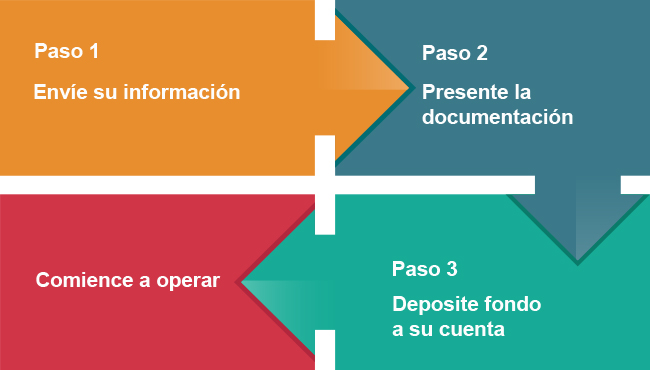 Paso 1
Envíe su información
Paso 2
Presente la
documentación
Paso 3
Deposite fondo
a su cuenta
Comience a operar